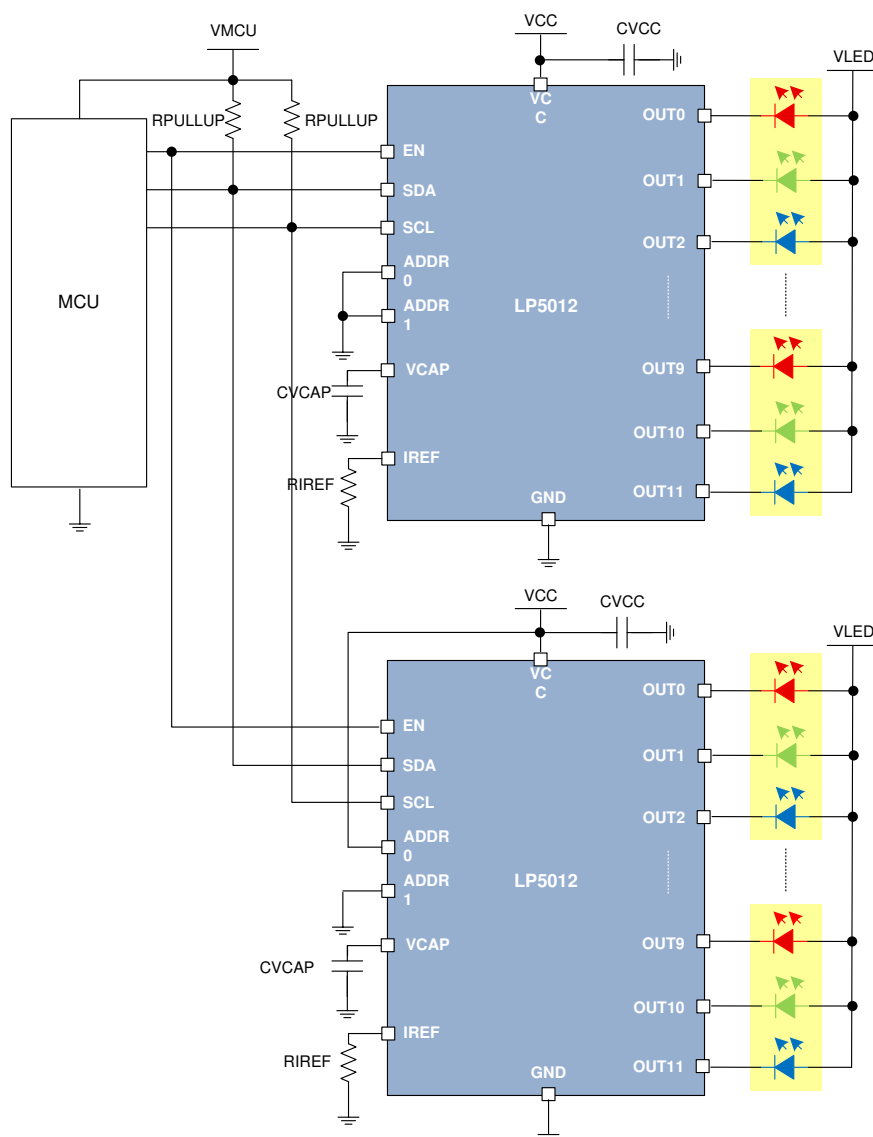 VMCU
RPULLUP
RPULLUP
MCU
VCC
CVCC
VLED
VC
C
EN
SDA
SCL
ADDR
0
ADDR
1
VCAP
CVCAP
IREF
RIREF
LP5012
GND
OUT0
OUT1
OUT2
OUT9
OUT10
OUT11
VCC
CVCC
VLED
VC
C
EN
SDA
SCL
ADDR
0
ADDR
1
VCAP
CVCAP
IREF
RIREF
LP5012
GND
OUT0
OUT1
OUT2
OUT9
OUT10
OUT11